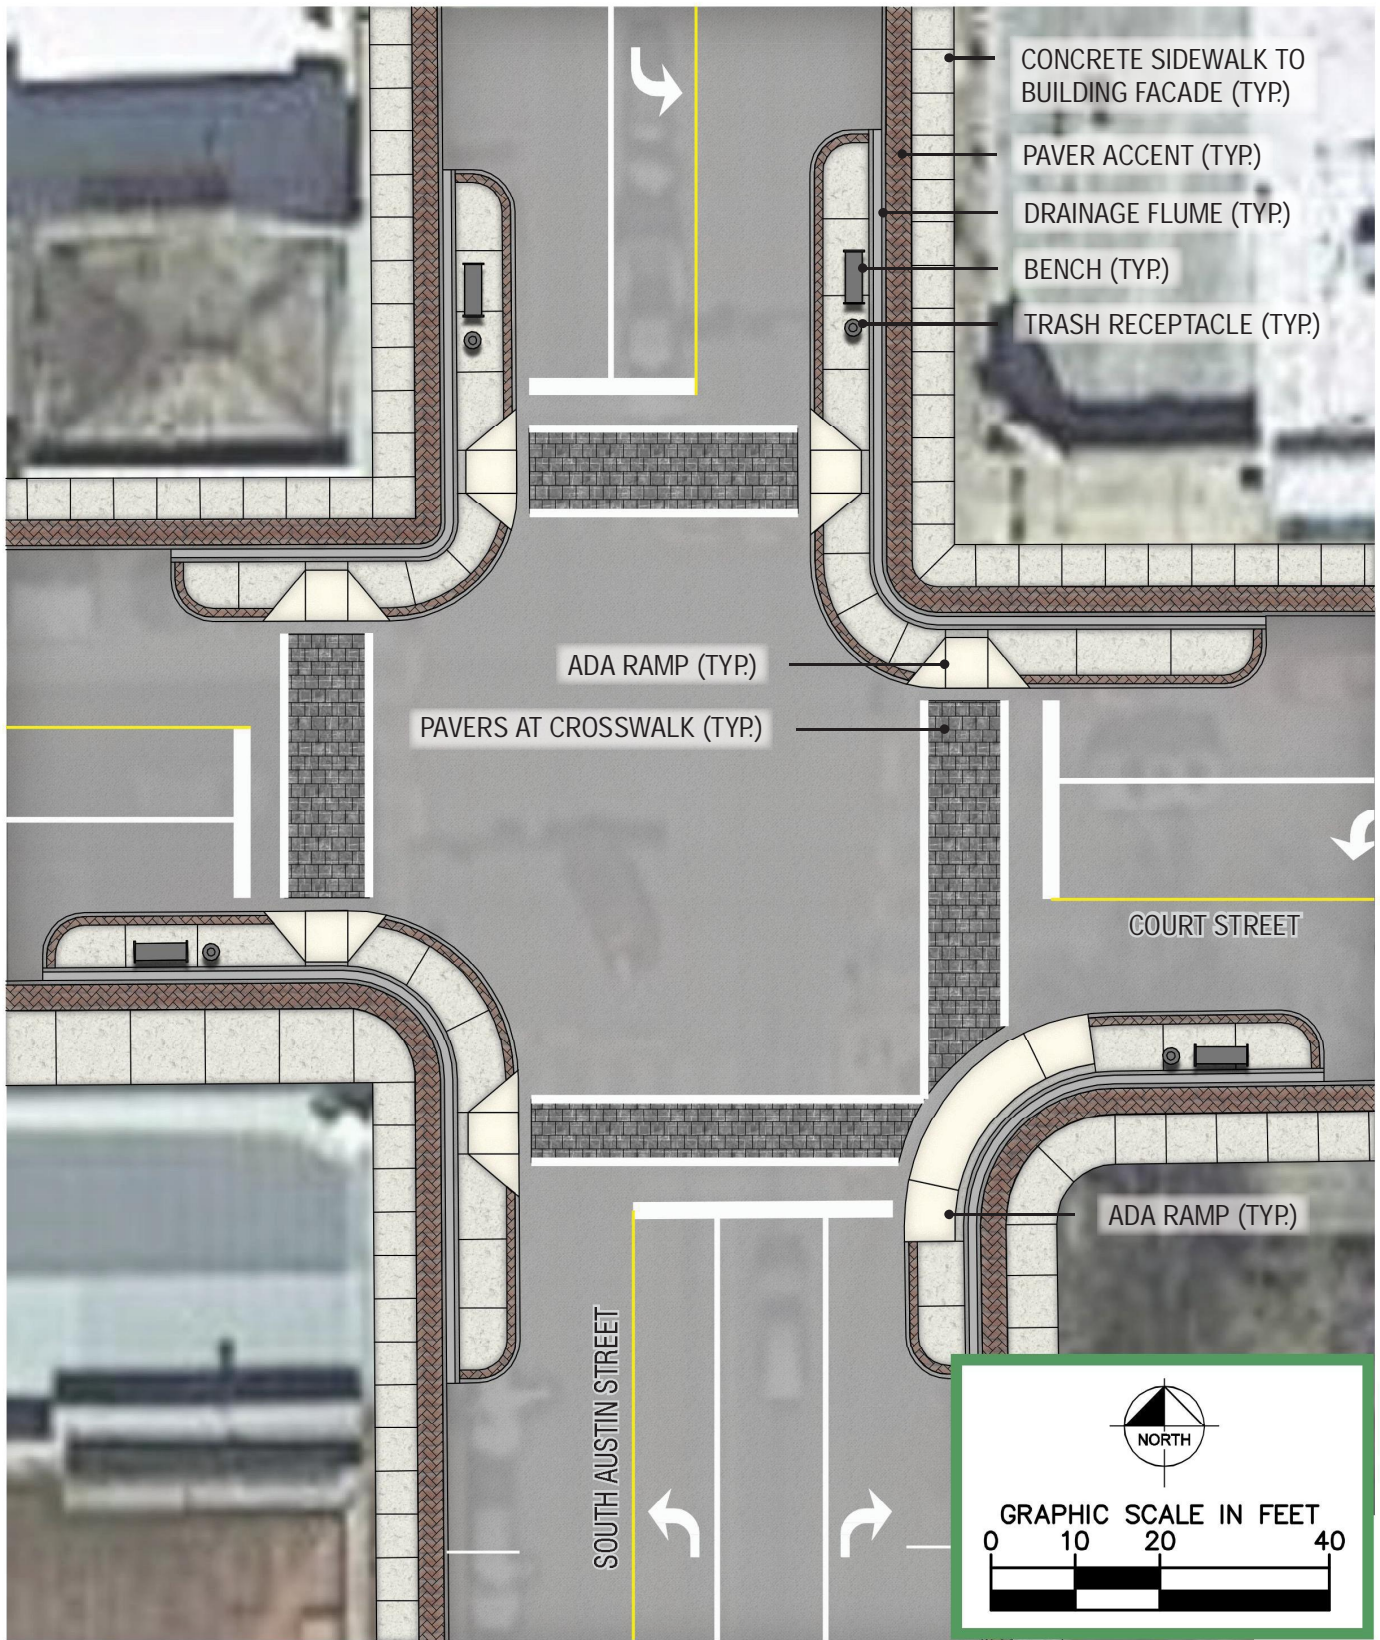 CONCRETE SIDEWALK TO
BUILDING FACADE (TYP.)
PAVER ACCENT (TYP.)
DRAINAGE FLUME (TYP.)
BENCH (TYP.)
TRASH RECEPTACLE (TYP.)
ADA RAMP (TYP.)
PAVERS AT CROSSWALK (TYP.)
COURT STREET
ADA RAMP (TYP.)
SOUTH AUSTIN STREET
NORTH
GRAPHIC SCALE IN FEET
0 10 20 40